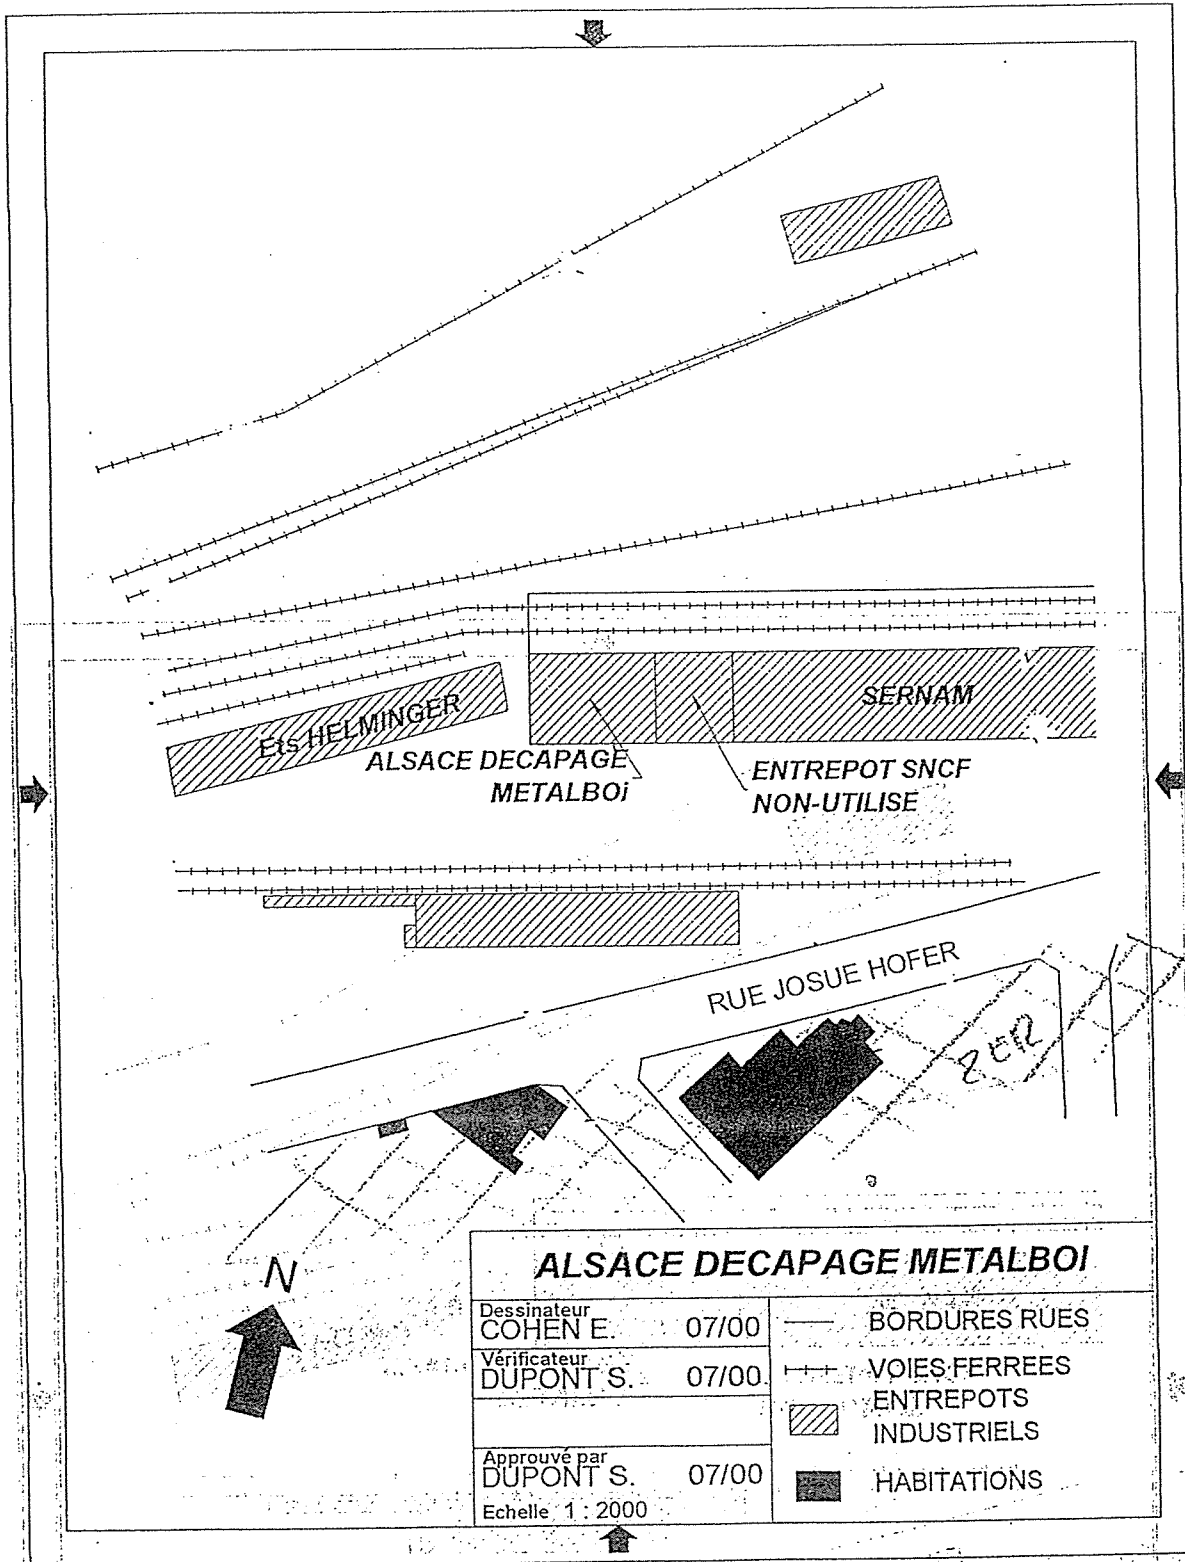 Ets HELMINGER
SERNAM
ALSACE DECAPAGE
METALBOi
ENTREPOT SNCF
NON-UTILISE
RUE JOSUE HOFER
ZER
N
ALSACE DECAPAGE METALBOI
Dessinateur
COHEN E. 07/00
Vérificateur
DUPONT S. 07/00
Approuvé par
DUPONT S. 07/00
Echelle 1 : 2000
BORDURES RUES
VOIES FERREES
ENTREPOTS
INDUSTRIELS
HABITATIONS